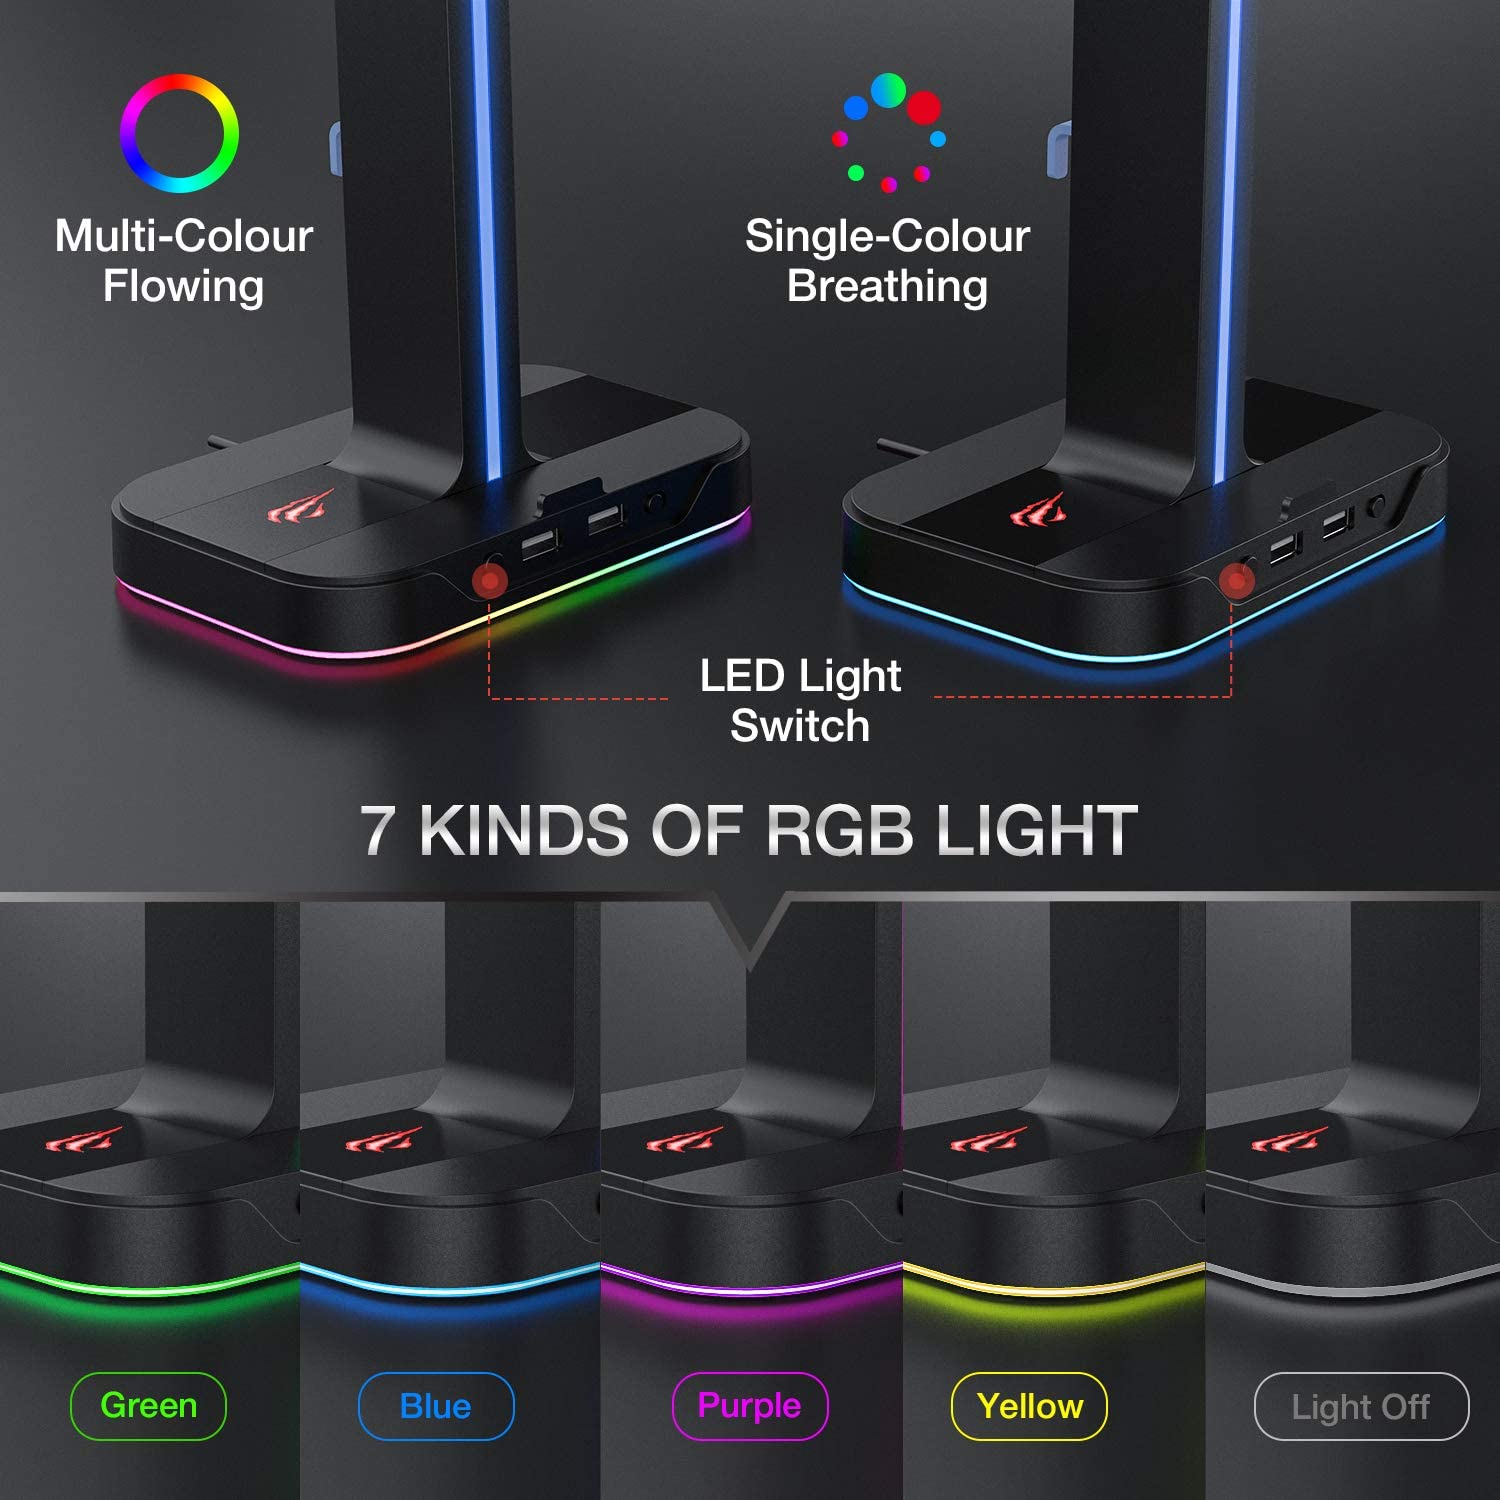 Multi-Colour
Flowing
Single-Colour
Breathing
LED Light
Switch
7 KINDS OF RGB LIGHT
Green
Blue
Purple
Yellow
Light Off